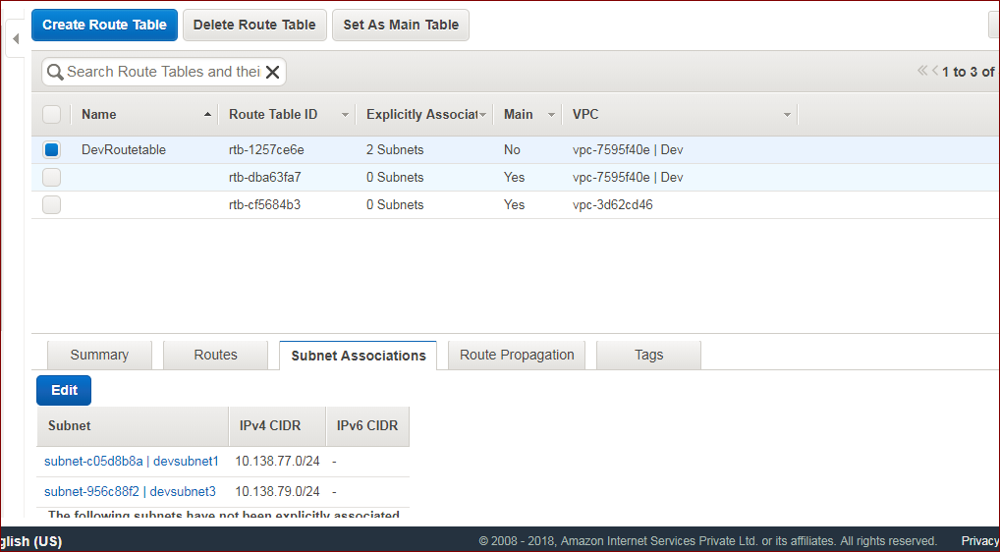 Create Route Table Delete Route Table Set As Main Table
Search Route Tables and thei 1 to 3 of
Name Route Table ID Explicitly Associat Main VPC
DevRoutetable rtb-1257ce6e 2 Subnets No vpc-7595f40e | Dev
rtb-dba63fa7 0 Subnets Yes vpc-7595f40e | Dev
rtb-cf5684b3 0 Subnets Yes vpc-3d62cd46
Summary Routes Subnet Associations Route Propagation Tags
Edit
Subnet IPv4 CIDR IPv6 CIDR
subnet-c05d8b8a | devsubnet1 10.138.77.0/24 -
subnet-956c88f2 | devsubnet3 10.138.79.0/24 -
The following subnets have not been explicitly associated
glish (US) © 2008 - 2018, Amazon Internet Services Private Ltd. or its affiliates. All rights reserved. Privacy